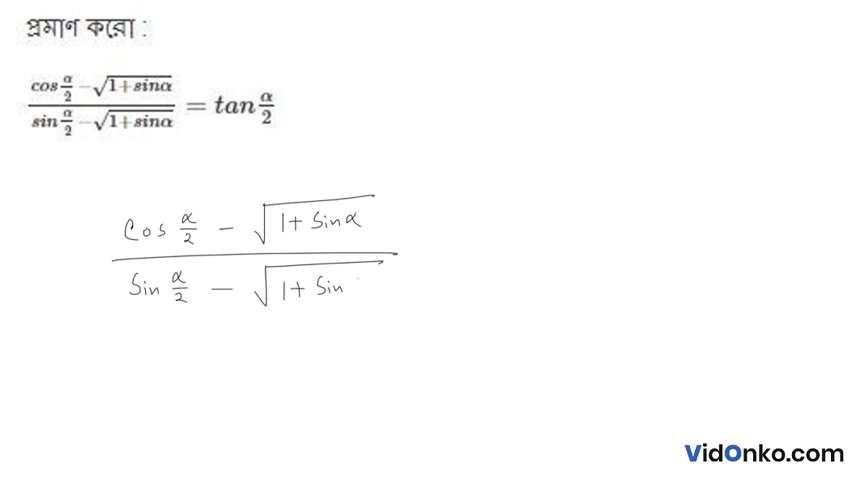 প্রমাণ করো :
cos α/2 − √(1+sinα) / sin α/2 − √(1+sinα) = tan α/2
Cos α/2 − √(1+ Sinα)
Sin α/2 − √(1+ Sin
VidOnko.com